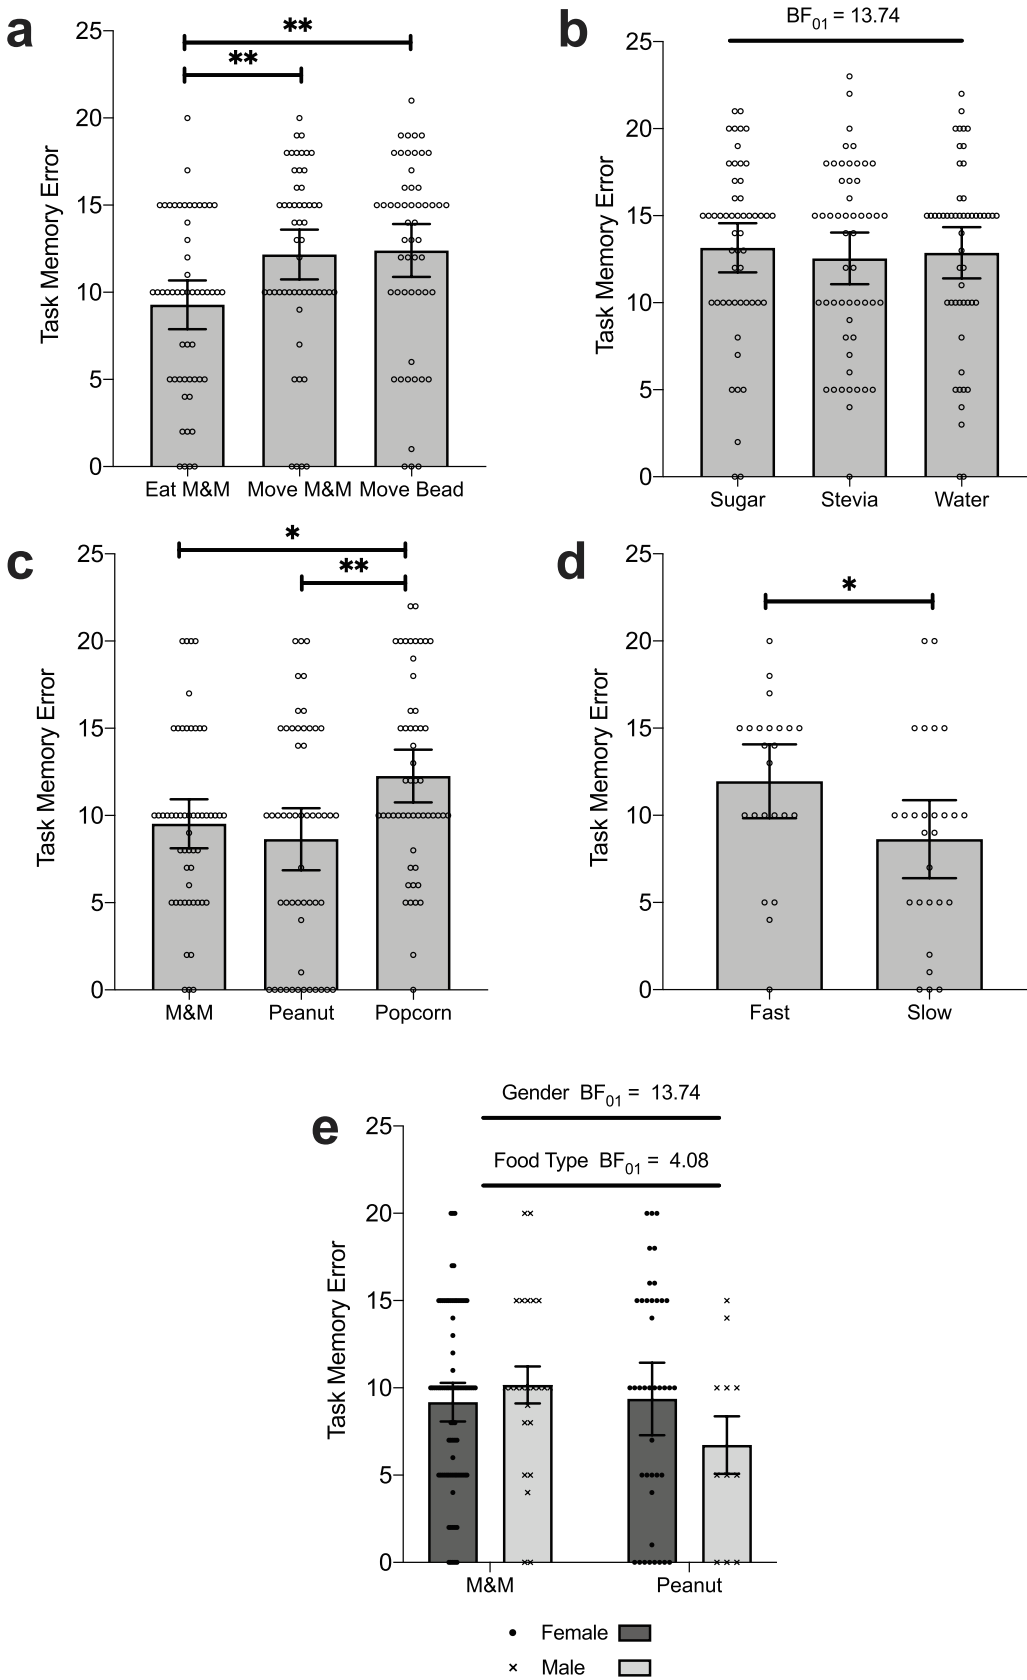 a
**
**
25
20
15
10
5
0
Task Memory Error
Eat M&M Move M&M Move Bead
b
BF01 = 13.74
25
20
15
10
5
0
Task Memory Error
Sugar Stevia Water
c
*
**
25
20
15
10
5
0
Task Memory Error
M&M Peanut Popcorn
d
*
25
20
15
10
5
0
Task Memory Error
Fast Slow
e
Gender BF01 = 13.74
Food Type BF01 = 4.08
25
20
15
10
5
0
Task Memory Error
M&M Peanut
Female
Male